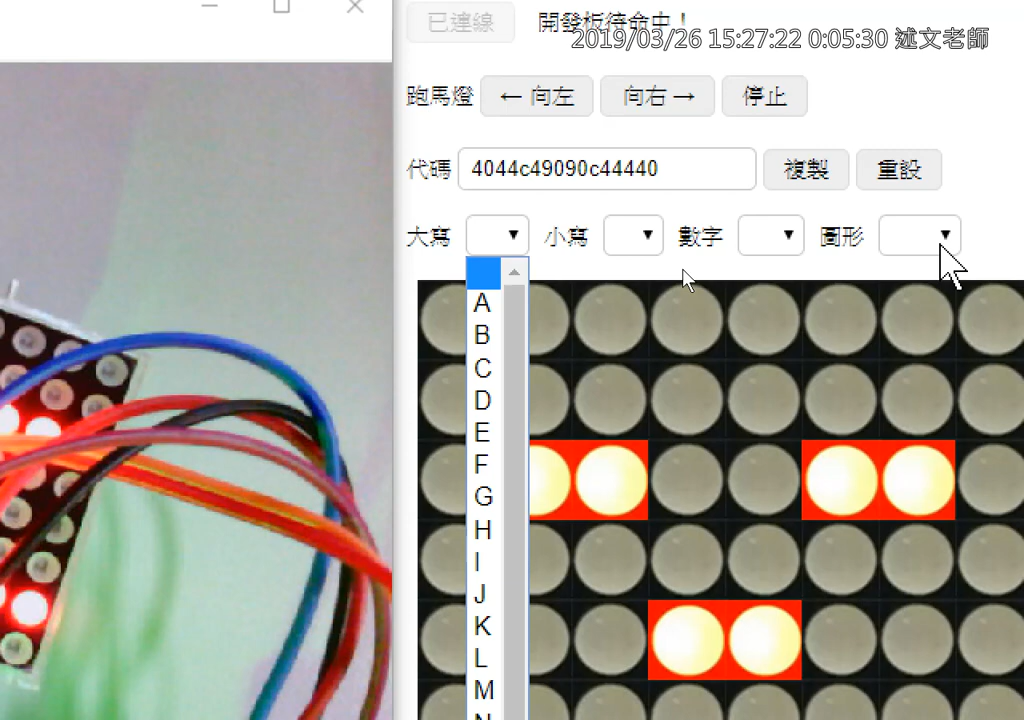 已連線 開發板待命中！
2019/03/26 15:27:22 0:05:30 述文老師
跑馬燈 ← 向左 向右 → 停止
代碼 4044c49090c44440 複製 重設
大寫 小寫 數字 圖形
A
B
C
D
E
F
G
H
I
J
K
L
M
N